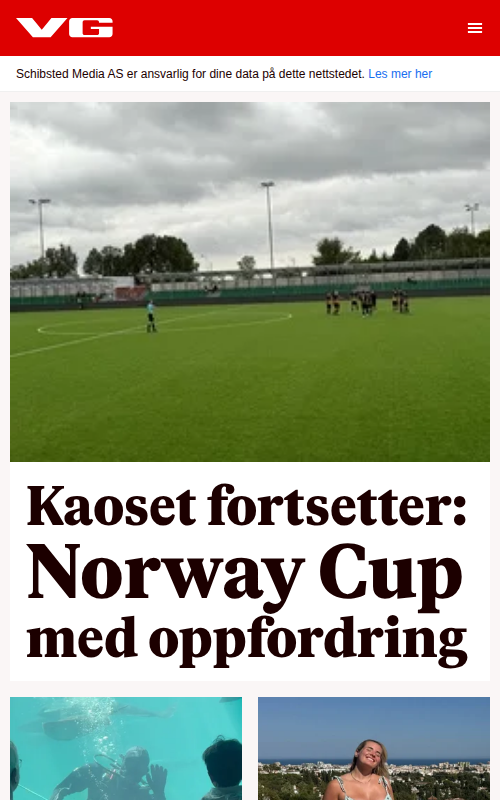 VG
Schibsted Media AS er ansvarlig for dine data på dette nettstedet. Les mer her
Kaoset fortsetter:
Norway Cup
med oppfordring